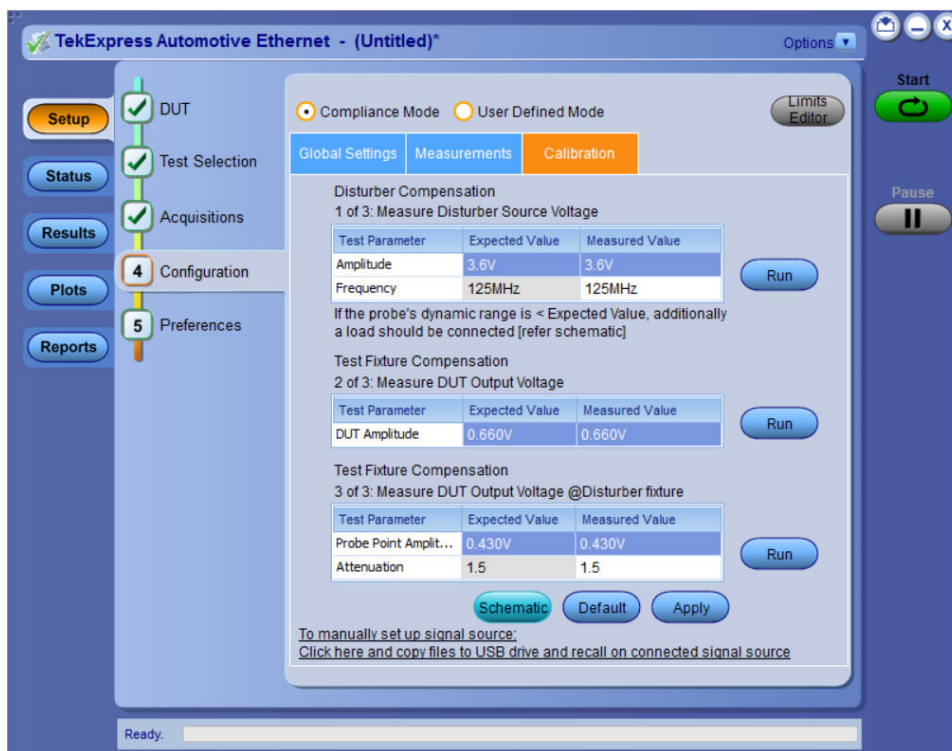 TekExpress Automotive Ethernet - (Untitled)*
Options
X
Start
Pause
Setup
Status
Results
Plots
Reports
DUT
Test Selection
Acquisitions
4 Configuration
5 Preferences
Compliance Mode User Defined Mode
Limits
Editor
Global Settings Measurements Calibration
Disturber Compensation
1 of 3: Measure Disturber Source Voltage
Test Parameter Expected Value Measured Value
Amplitude 3.6V 3.6V
Frequency 125MHz 125MHz
Run
If the probe's dynamic range is < Expected Value, additionally
a load should be connected [refer schematic]
Test Fixture Compensation
2 of 3: Measure DUT Output Voltage
Test Parameter Expected Value Measured Value
DUT Amplitude 0.660V 0.660V
Run
Test Fixture Compensation
3 of 3: Measure DUT Output Voltage @Disturber fixture
Test Parameter Expected Value Measured Value
Probe Point Amplit... 0.430V 0.430V
Attenuation 1.5 1.5
Run
Schematic Default Apply
To manually set up signal source:
Click here and copy files to USB drive and recall on connected signal source
Ready.